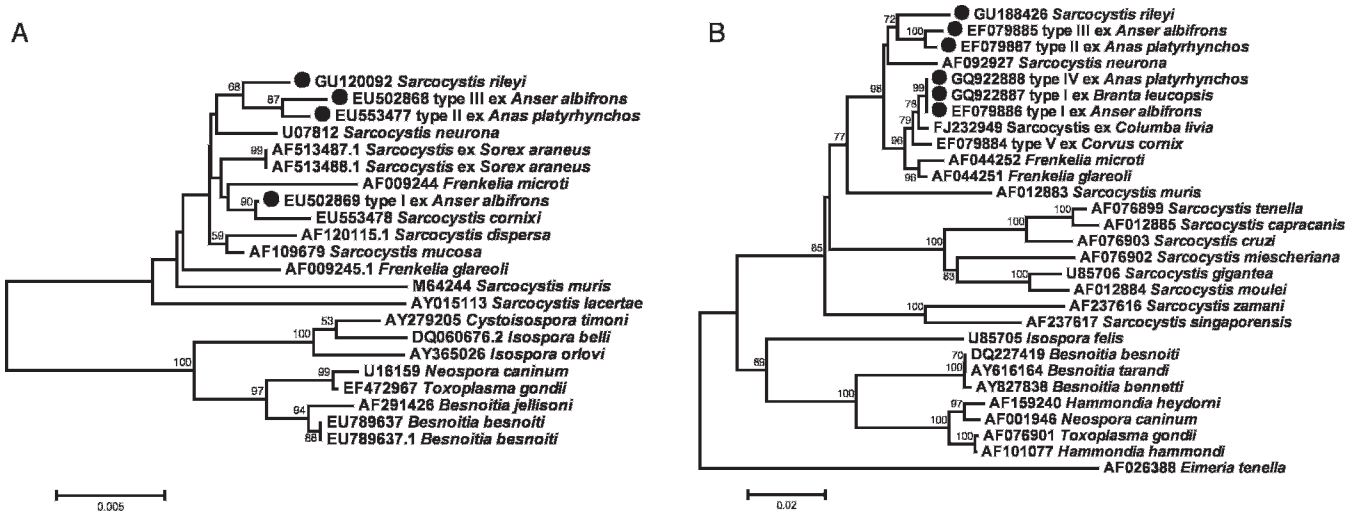 A
68
GU120092 Sarcocystis rileyi
87
EU502868 type III ex Anser albifrons
EU553477 type II ex Anas platyrhynchos
U07812 Sarcocystis neurona
99
AF513487.1 Sarcocystis ex Sorex araneus
AF513488.1 Sarcocystis ex Sorex araneus
AF009244 Frenkelia microti
90
EU502869 type I ex Anser albifrons
EU553478 Sarcocystis cornixi
59
AF120115.1 Sarcocystis dispersa
AF109679 Sarcocystis mucosa
AF009245.1 Frenkelia glareoli
M64244 Sarcocystis muris
AY015113 Sarcocystis lacertae
100
100
53
AY279205 Cystoisospora timoni
DQ060676.2 Isospora belli
AY365026 Isospora orlovi
97
99
U16159 Neospora caninum
EF472967 Toxoplasma gondii
94
AF291426 Besnoitia jellisoni
88
EU789637 Besnoitia besnoiti
EU789637.1 Besnoitia besnoiti
0.005
B
72
GU188426 Sarcocystis rileyi
100
EF079885 type III ex Anser albifrons
EF079887 type II ex Anas platyrhynchos
98
AF092927 Sarcocystis neurona
99
GQ922888 type IV ex Anas platyrhynchos
GQ922887 type I ex Branta leucopsis
78
EF079886 type I ex Anser albifrons
79
FJ232949 Sarcocystis ex Columba livia
96
EF079884 type V ex Corvus cornix
AF044252 Frenkelia microti
96
AF044251 Frenkelia glareoli
77
AF012883 Sarcocystis muris
100
100
AF076899 Sarcocystis tenella
AF012885 Sarcocystis capracanis
AF076903 Sarcocystis cruzi
85
100
AF076902 Sarcocystis miescheriana
63
100
U85706 Sarcocystis gigantea
AF012884 Sarcocystis moulei
100
AF237616 Sarcocystis zamani
AF237617 Sarcocystis singaporensis
69
U85705 Isospora felis
70
DQ227419 Besnoitia besnoiti
100
AY616164 Besnoitia tarandi
AY827838 Besnoitia bennetti
100
97
AF159240 Hammondia heydorni
100
AF001946 Neospora caninum
100
AF076901 Toxoplasma gondii
AF101077 Hammondia hammondi
AF026388 Eimeria tenella
0.02